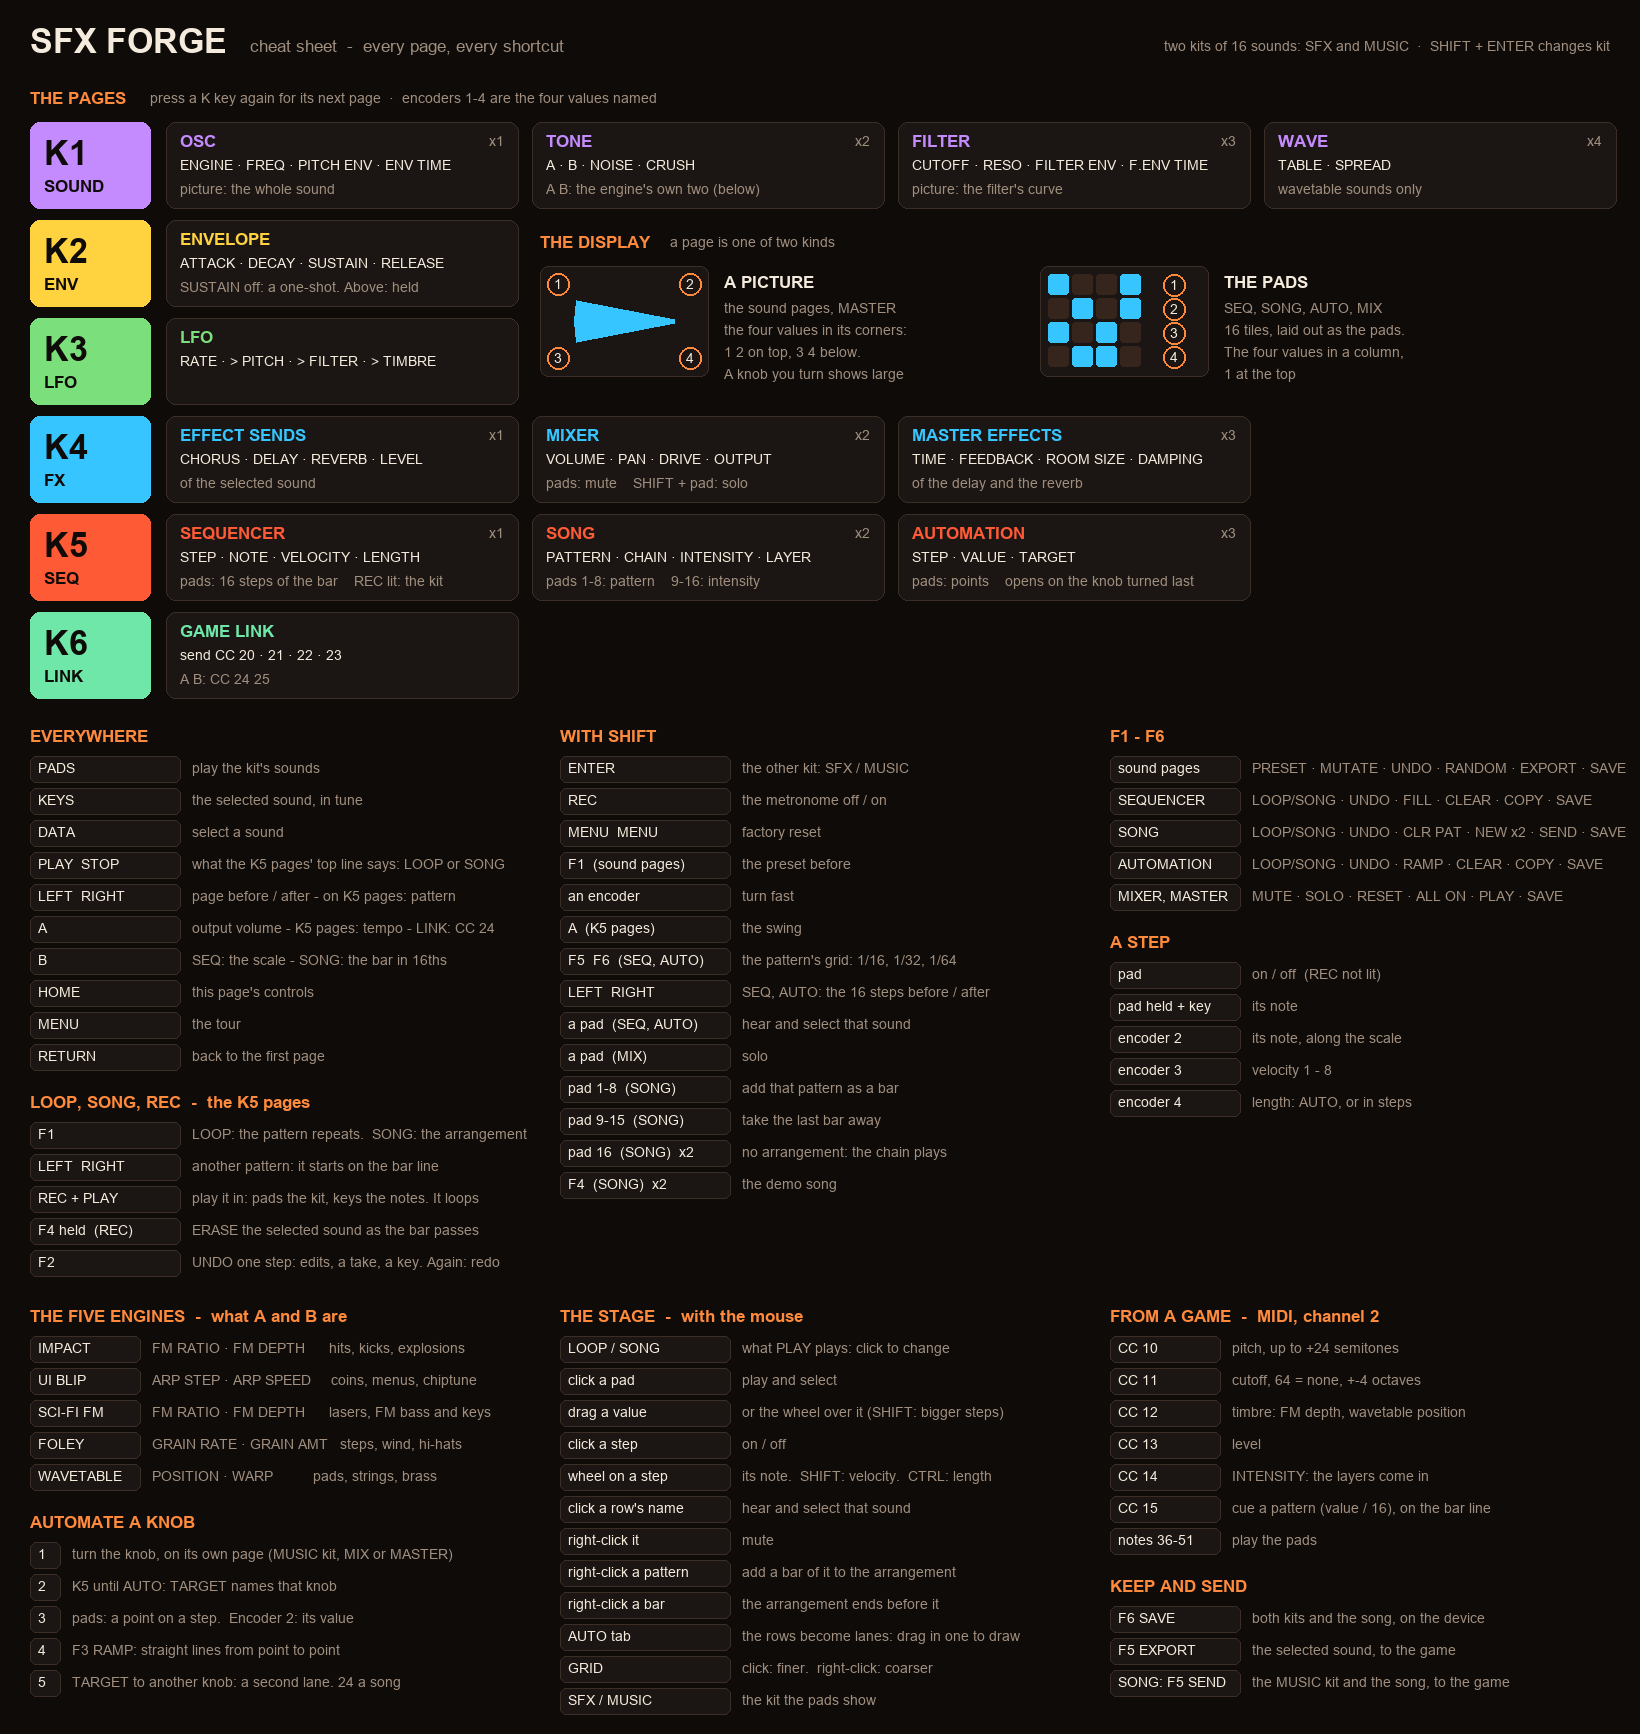 SFX FORGE cheat sheet - every page, every shortcut two kits of 16 sounds: SFX and MUSIC · SHIFT + ENTER changes kit
THE PAGES press a K key again for its next page · encoders 1-4 are the four values named
K1
SOUND
OSC x1
ENGINE · FREQ · PITCH ENV · ENV TIME
picture: the whole sound
TONE x2
A · B · NOISE · CRUSH
A B: the engine's own two (below)
FILTER x3
CUTOFF · RESO · FILTER ENV · F.ENV TIME
picture: the filter's curve
WAVE x4
TABLE · SPREAD
wavetable sounds only
K2
ENV
ENVELOPE
ATTACK · DECAY · SUSTAIN · RELEASE
SUSTAIN off: a one-shot. Above: held
K3
LFO
LFO
RATE · > PITCH · > FILTER · > TIMBRE
THE DISPLAY a page is one of two kinds
1 2
3 4
A PICTURE
the sound pages, MASTER
the four values in its corners:
1 2 on top, 3 4 below.
A knob you turn shows large
1
2
3
4
THE PADS
SEQ, SONG, AUTO, MIX
16 tiles, laid out as the pads.
The four values in a column,
1 at the top
K4
FX
EFFECT SENDS x1
CHORUS · DELAY · REVERB · LEVEL
of the selected sound
MIXER x2
VOLUME · PAN · DRIVE · OUTPUT
pads: mute SHIFT + pad: solo
MASTER EFFECTS x3
TIME · FEEDBACK · ROOM SIZE · DAMPING
of the delay and the reverb
K5
SEQ
SEQUENCER x1
STEP · NOTE · VELOCITY · LENGTH
pads: 16 steps of the bar REC lit: the kit
SONG x2
PATTERN · CHAIN · INTENSITY · LAYER
pads 1-8: pattern 9-16: intensity
AUTOMATION x3
STEP · VALUE · TARGET
pads: points opens on the knob turned last
K6
LINK
GAME LINK
send CC 20 · 21 · 22 · 23
A B: CC 24 25
EVERYWHERE
PADS play the kit's sounds
KEYS the selected sound, in tune
DATA select a sound
PLAY STOP what the K5 pages' top line says: LOOP or SONG
LEFT RIGHT page before / after - on K5 pages: pattern
A output volume - K5 pages: tempo - LINK: CC 24
B SEQ: the scale - SONG: the bar in 16ths
HOME this page's controls
MENU the tour
RETURN back to the first page
LOOP, SONG, REC - the K5 pages
F1 LOOP: the pattern repeats. SONG: the arrangement
LEFT RIGHT another pattern: it starts on the bar line
REC + PLAY play it in: pads the kit, keys the notes. It loops
F4 held (REC) ERASE the selected sound as the bar passes
F2 UNDO one step: edits, a take, a key. Again: redo
WITH SHIFT
ENTER the other kit: SFX / MUSIC
REC the metronome off / on
MENU MENU factory reset
F1 (sound pages) the preset before
an encoder turn fast
A (K5 pages) the swing
F5 F6 (SEQ, AUTO) the pattern's grid: 1/16, 1/32, 1/64
LEFT RIGHT SEQ, AUTO: the 16 steps before / after
a pad (SEQ, AUTO) hear and select that sound
a pad (MIX) solo
pad 1-8 (SONG) add that pattern as a bar
pad 9-15 (SONG) take the last bar away
pad 16 (SONG) x2 no arrangement: the chain plays
F4 (SONG) x2 the demo song
F1 - F6
sound pages PRESET · MUTATE · UNDO · RANDOM · EXPORT · SAVE
SEQUENCER LOOP/SONG · UNDO · FILL · CLEAR · COPY · SAVE
SONG LOOP/SONG · UNDO · CLR PAT · NEW x2 · SEND · SAVE
AUTOMATION LOOP/SONG · UNDO · RAMP · CLEAR · COPY · SAVE
MIXER, MASTER MUTE · SOLO · RESET · ALL ON · PLAY · SAVE
A STEP
pad on / off (REC not lit)
pad held + key its note
encoder 2 its note, along the scale
encoder 3 velocity 1 - 8
encoder 4 length: AUTO, or in steps
THE FIVE ENGINES - what A and B are
IMPACT FM RATIO · FM DEPTH hits, kicks, explosions
UI BLIP ARP STEP · ARP SPEED coins, menus, chiptune
SCI-FI FM FM RATIO · FM DEPTH lasers, FM bass and keys
FOLEY GRAIN RATE · GRAIN AMT steps, wind, hi-hats
WAVETABLE POSITION · WARP pads, strings, brass
AUTOMATE A KNOB
1 turn the knob, on its own page (MUSIC kit, MIX or MASTER)
2 K5 until AUTO: TARGET names that knob
3 pads: a point on a step. Encoder 2: its value
4 F3 RAMP: straight lines from point to point
5 TARGET to another knob: a second lane. 24 a song
THE STAGE - with the mouse
LOOP / SONG what PLAY plays: click to change
click a pad play and select
drag a value or the wheel over it (SHIFT: bigger steps)
click a step on / off
wheel on a step its note. SHIFT: velocity. CTRL: length
click a row's name hear and select that sound
right-click it mute
right-click a pattern add a bar of it to the arrangement
right-click a bar the arrangement ends before it
AUTO tab the rows become lanes: drag in one to draw
GRID click: finer. right-click: coarser
SFX / MUSIC the kit the pads show
FROM A GAME - MIDI, channel 2
CC 10 pitch, up to +24 semitones
CC 11 cutoff, 64 = none, +-4 octaves
CC 12 timbre: FM depth, wavetable position
CC 13 level
CC 14 INTENSITY: the layers come in
CC 15 cue a pattern (value / 16), on the bar line
notes 36-51 play the pads
KEEP AND SEND
F6 SAVE both kits and the song, on the device
F5 EXPORT the selected sound, to the game
SONG: F5 SEND the MUSIC kit and the song, to the game